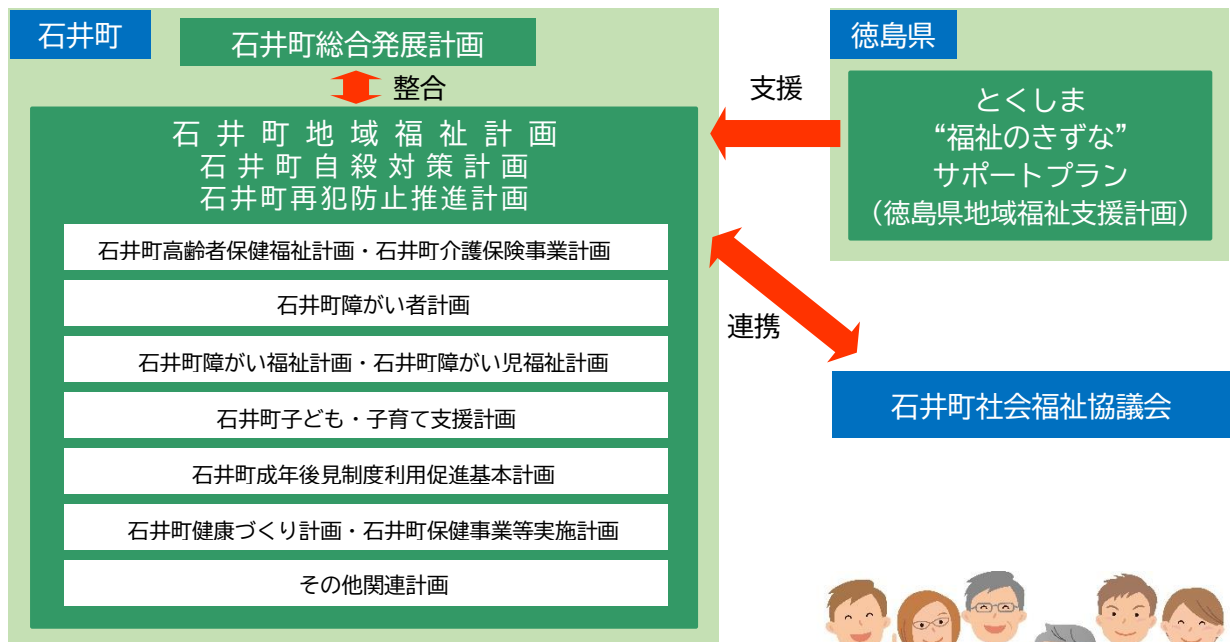 石井町
石井町総合発展計画
整合
石井町地域福祉計画
石井町自殺対策計画
石井町再犯防止推進計画
石井町高齢者保健福祉計画・石井町介護保険事業計画
石井町障がい者計画
石井町障がい福祉計画・石井町障がい児福祉計画
石井町子ども・子育て支援計画
石井町成年後見制度利用促進基本計画
石井町健康づくり計画・石井町保健事業等実施計画
その他関連計画
支援
徳島県
とくしま
“福祉のきずな”
サポートプラン
（徳島県地域福祉支援計画）
連携
石井町社会福祉協議会